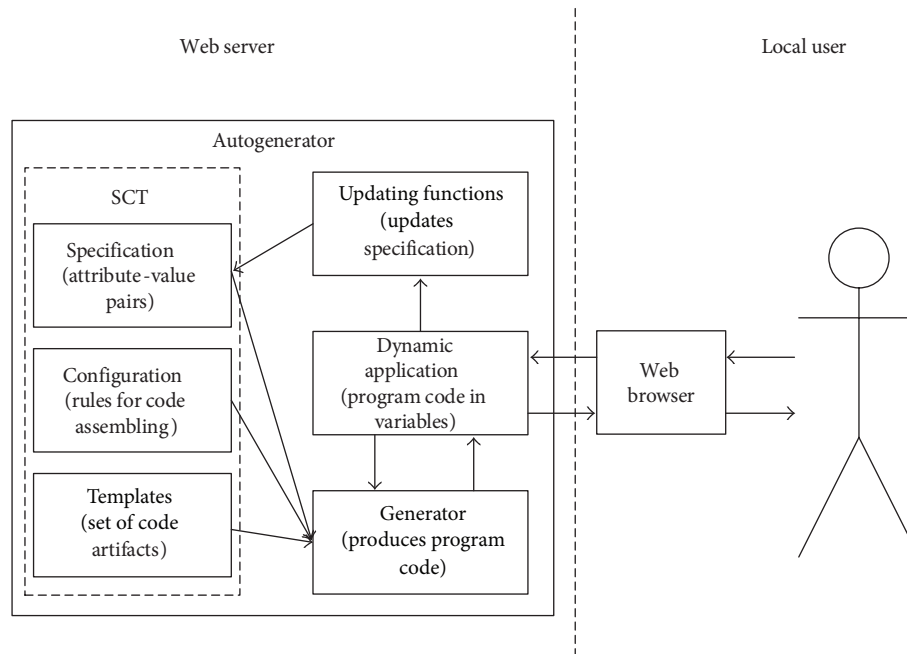 Web server
Local user
Autogenerator
SCT
Specification
(attribute-value
pairs)
Configuration
(rules for code
assembling)
Templates
(set of code
artifacts)
Updating functions
(updates
specification)
Dynamic
application
(program code in
variables)
Generator
(produces program
code)
Web
browser